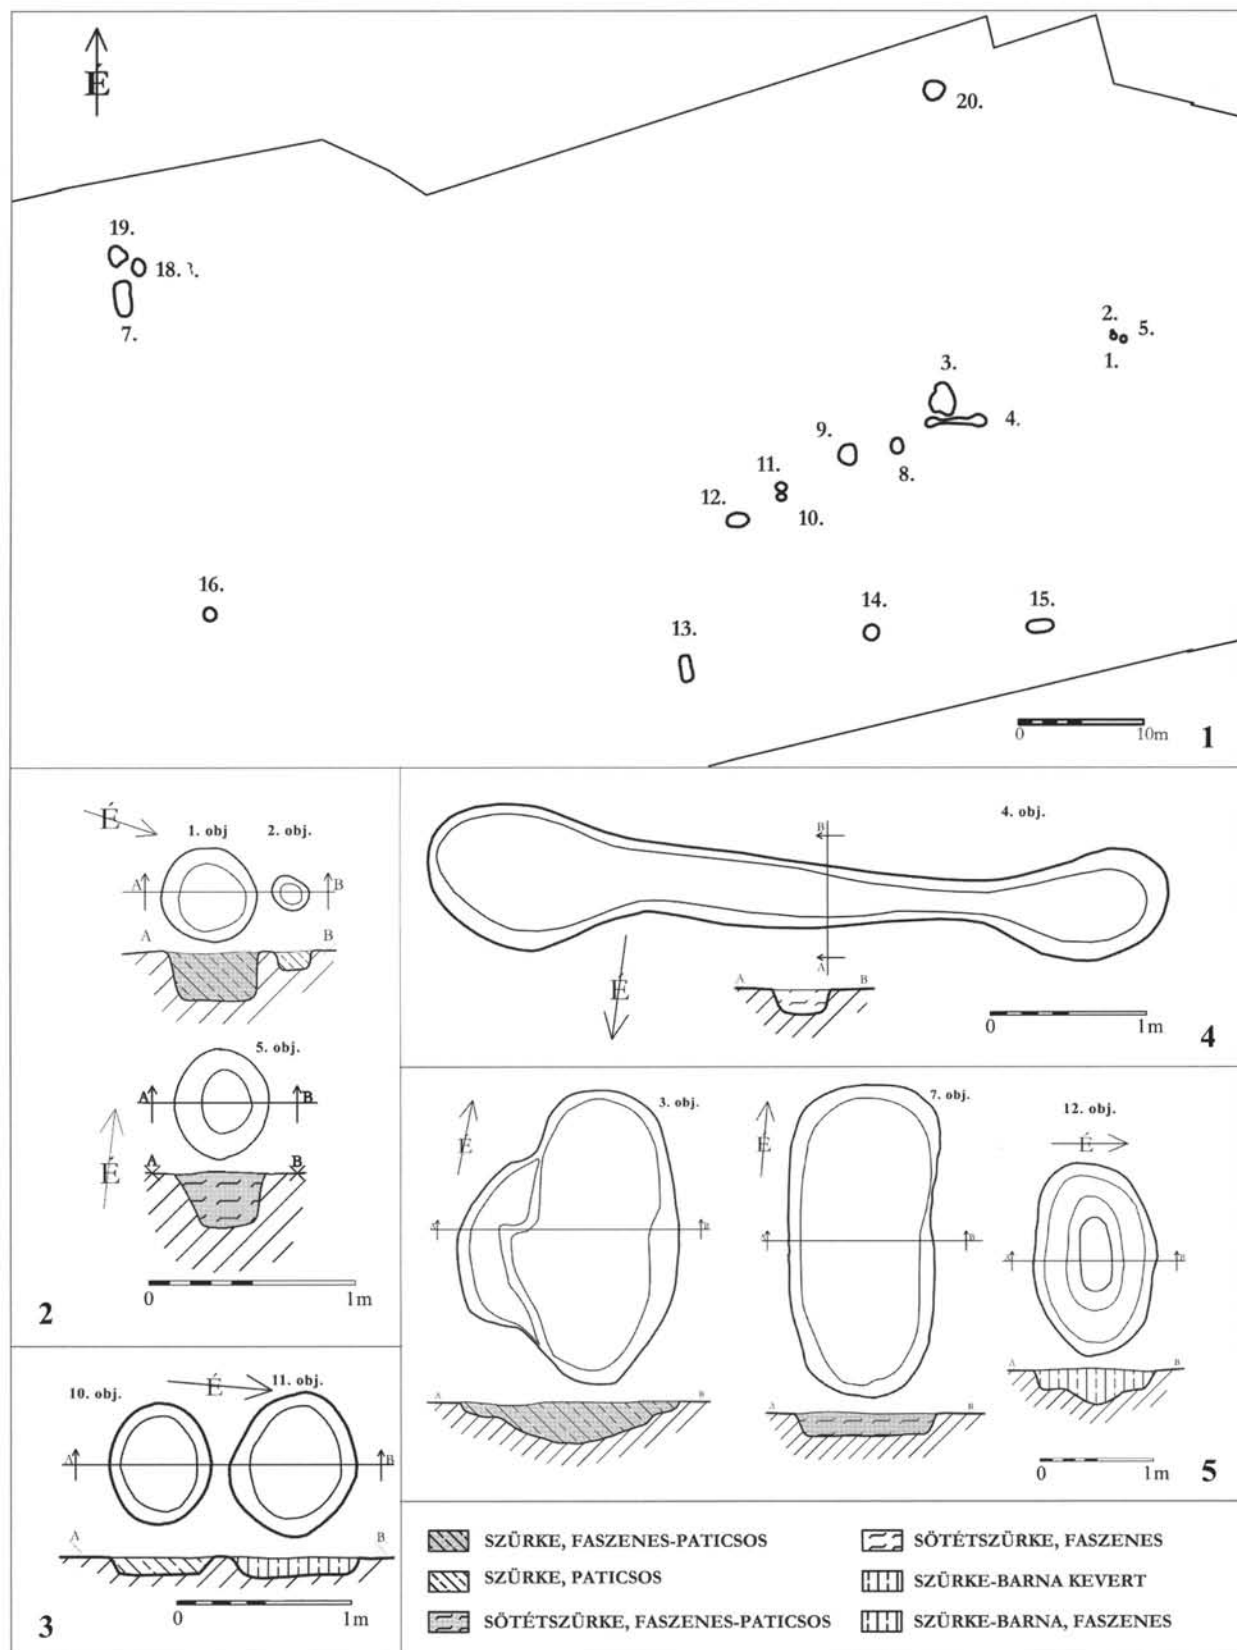 É
20.
19.
18.
7.
2.
5.
1.
3.
4.
9.
8.
11.
10.
12.
16.
13.
14.
15.
0 10m
1
É
1. obj 2. obj.
A B
A B
5. obj.
A B
É
A B
0 1m
2
10. obj. É 11. obj.
A B
A B
0 1m
3
4. obj.
B
A
É
A B
0 1m
4
3. obj.
É
A B
A B
7. obj.
É
A B
A B
12. obj.
É
A B
A B
0 1m
5
SZÜRKE, FASZENES-PATICSOS
SZÜRKE, PATICSOS
SÖTÉTSZÜRKE, FASZENES-PATICSOS
SÖTÉTSZÜRKE, FASZENES
SZÜRKE-BARNA KEVERT
SZÜRKE-BARNA, FASZENES